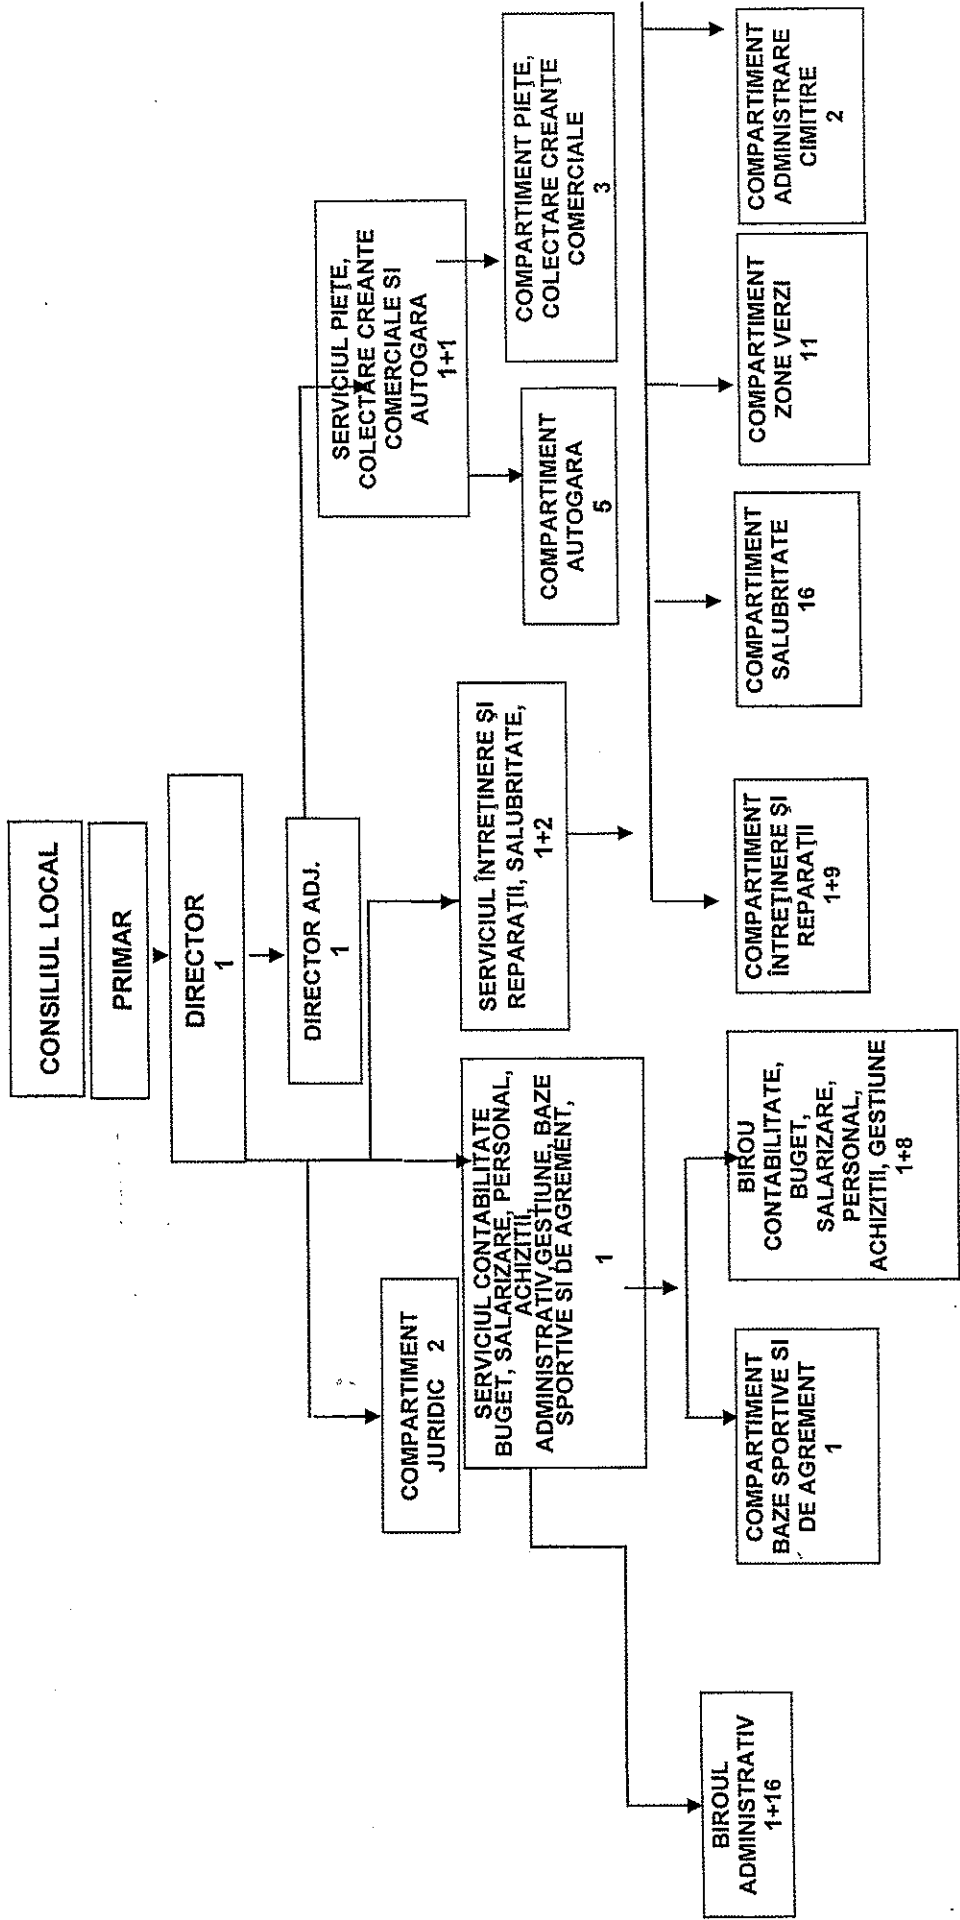 CONSILIUL LOCAL
PRIMAR
DIRECTOR
1
DIRECTOR ADJ.
1
SERVICIUL PIEȚE,
COLECTARE CREANTE
COMERCIALE SI
AUTOGARA
1+1
COMPARTIMENT JURIDIC 2
SERVICIUL CONTABILITATE
BUGET, SALARIZARE, PERSONAL,
ACHIZITII,
ADMINISTRATIV,GESTIUNE, BAZE
SPORTIVE SI DE AGREMENT,
1
SERVICIUL ÎNTREȚINERE ȘI
REPARAȚII, SALUBRITATE,
1+2
COMPARTIMENT
AUTOGARA
5
COMPARTIMENT PIEȚE,
COLECTARE CREANȚE
COMERCIALE
3
BIROUL
ADMINISTRATIV
1+16
COMPARTIMENT
BAZE SPORTIVE SI
DE AGREMENT
1
BIROU
CONTABILITATE,
BUGET,
SALARIZARE,
PERSONAL,
ACHIZITII, GESTIUNE
1+8
COMPARTIMENT
ÎNTREȚINERE ȘI
REPARAȚII
1+9
COMPARTIMENT
SALUBRITATE
16
COMPARTIMENT
ZONE VERZI
11
COMPARTIMENT
ADMINISTRARE
CIMITIRE
2